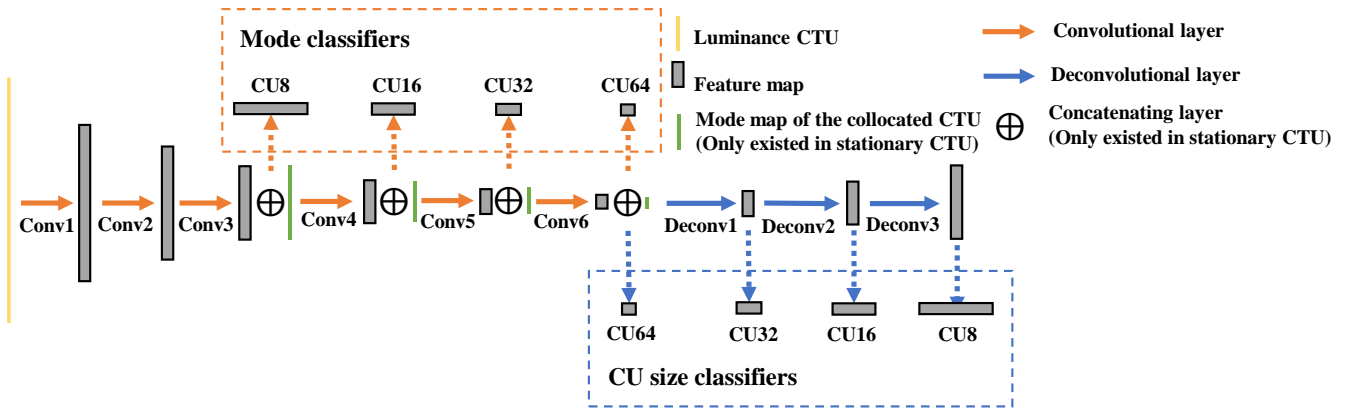 Mode classifiers
CU8
CU16
CU32
CU64
Luminance CTU
Feature map
Mode map of the collocated CTU
(Only existed in stationary CTU)
Convolutional layer
Deconvolutional layer
Concatenating layer
(Only existed in stationary CTU)
Conv1
Conv2
Conv3
Conv4
Conv5
Conv6
Deconv1
Deconv2
Deconv3
CU64
CU32
CU16
CU8
CU size classifiers